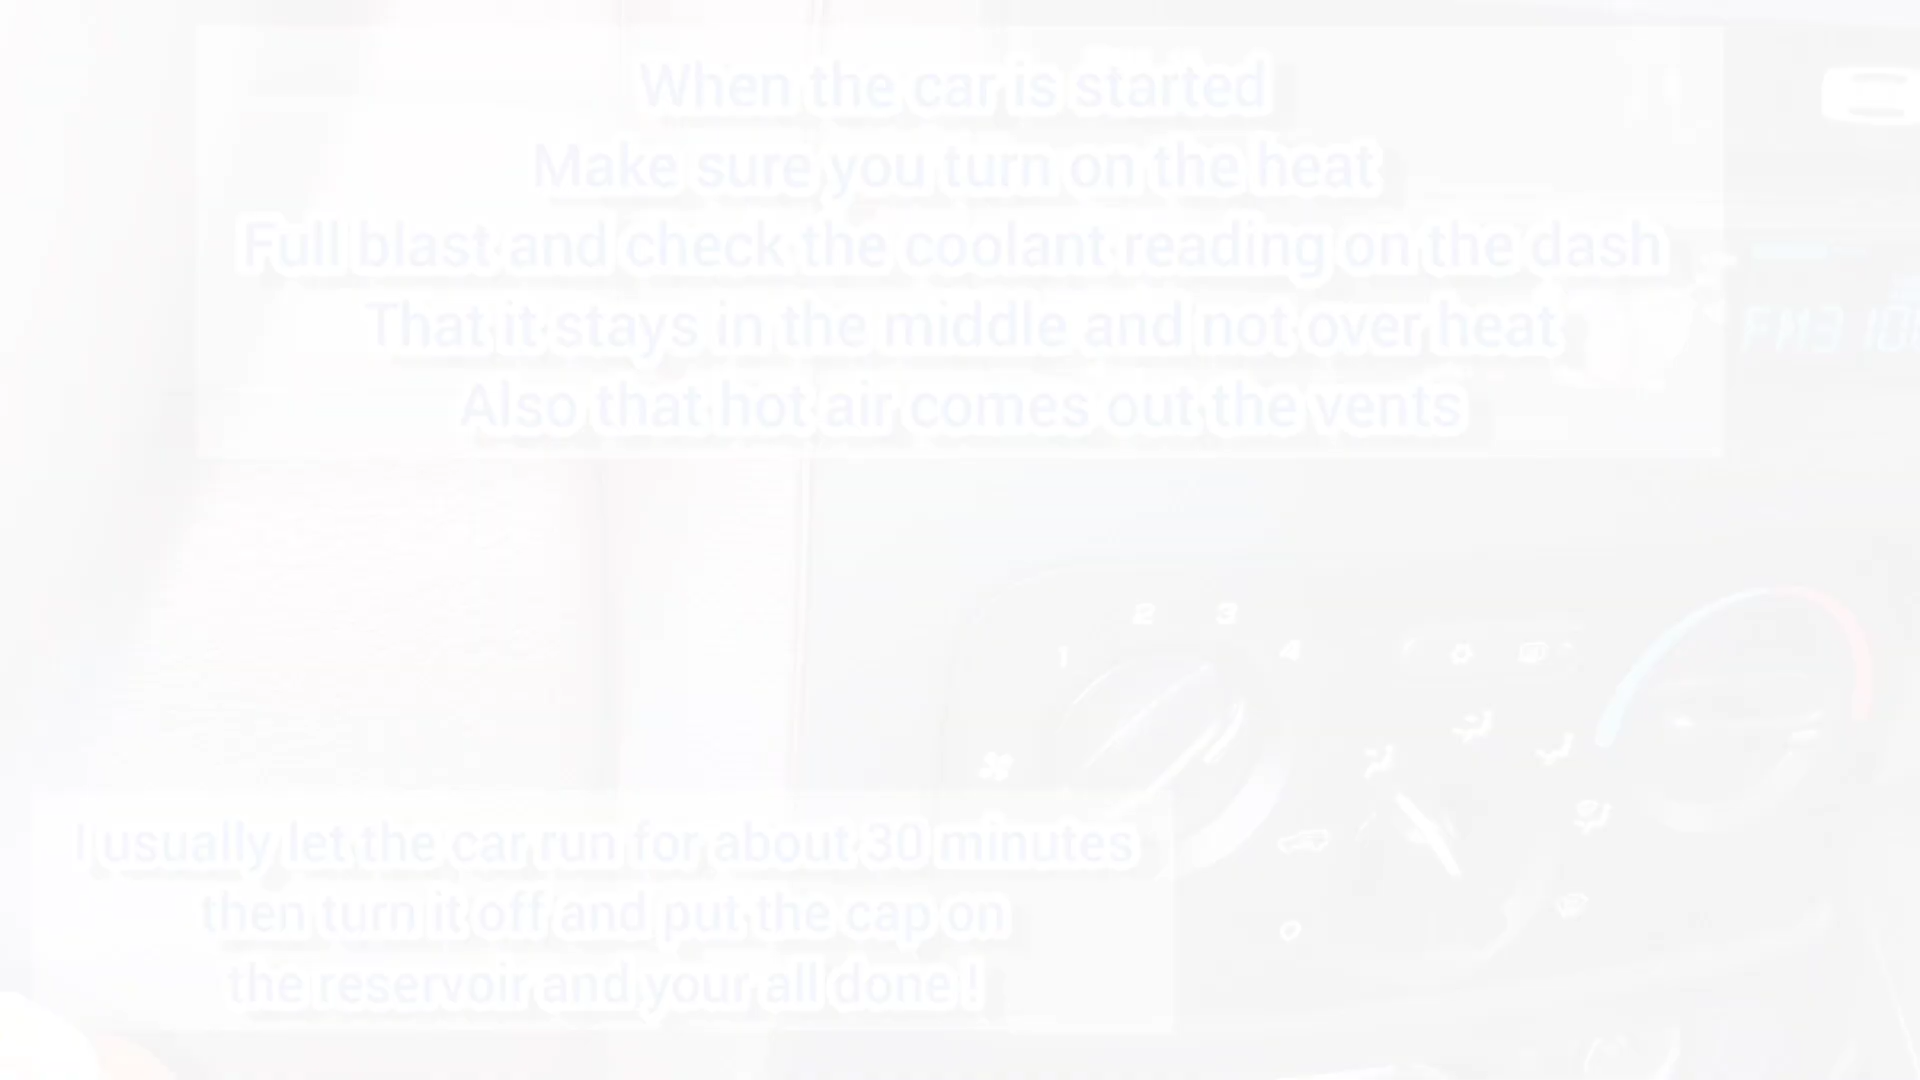 When the car is started
Make sure you turn on the heat
Full blast and check the coolant reading on the dash
That it stays in the middle and not over heat
Also that hot air comes out the vents
FM3
2 3
1 4
I usually let the car run for about 30 minutes
then turn it off and put the cap on
the reservoir and your all done !
0